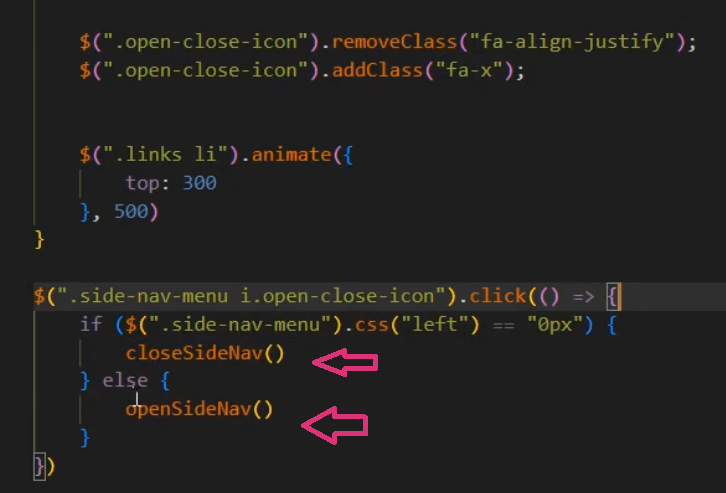 $(".open-close-icon").removeClass("fa-align-justify");
$(".open-close-icon").addClass("fa-x");
$(".links li").animate({
top: 300
}, 500)
}
$(".side-nav-menu i.open-close-icon").click(() => {
if ($(".side-nav-menu").css("left") == "0px") {
closeSideNav()
} else {
openSideNav()
}
})